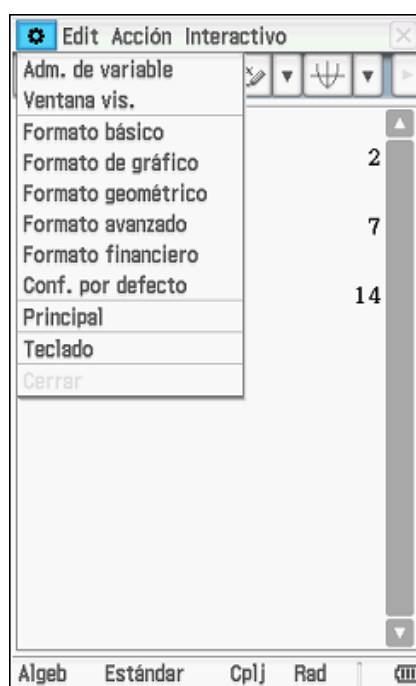 Edit Acción Interactivo
Adm. de variable
Ventana vis.
Formato básico
2
Formato de gráfico
Formato geométrico
Formato avanzado
7
Formato financiero
Conf. por defecto
14
Principal
Teclado
Cerrar
Algeb Estándar Cplj Rad